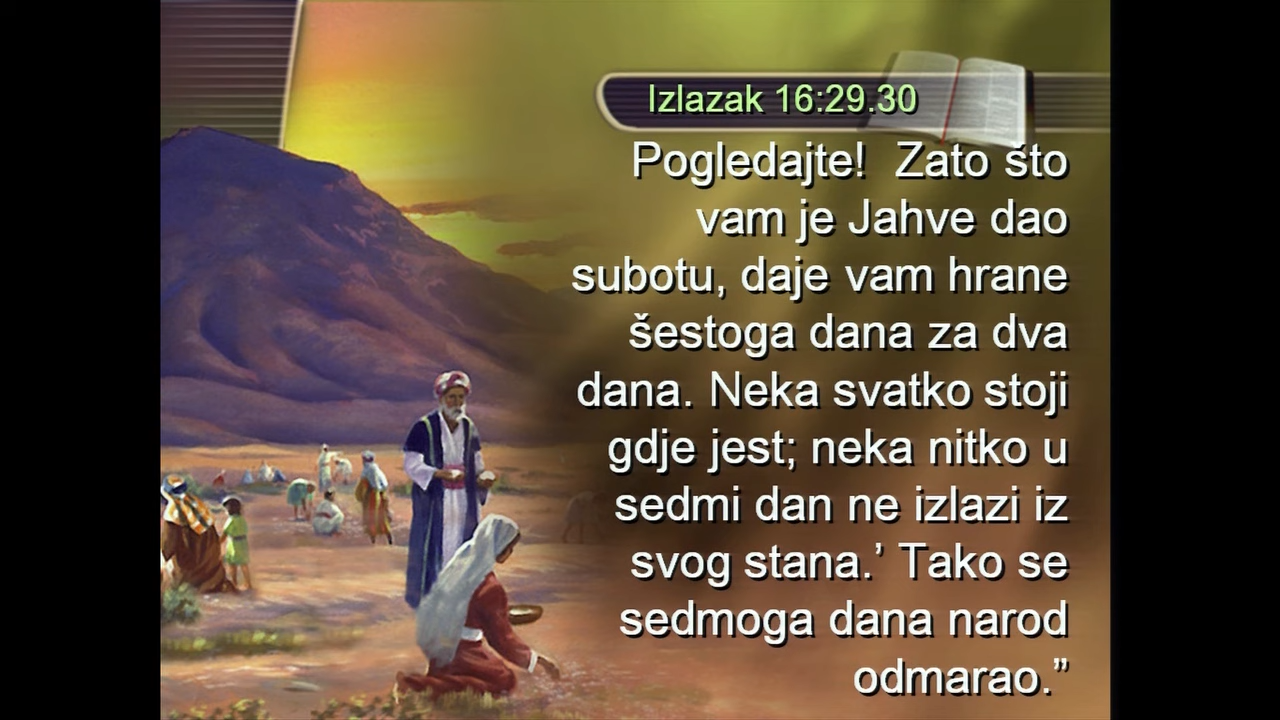 Izlazak 16:29.30
Pogledajte!  Zato što
vam je Jahve dao
subotu, daje vam hrane
šestoga dana za dva
dana. Neka svatko stoji
gdje jest; neka nitko u
sedmi dan ne izlazi iz
svog stana.’ Tako se
sedmoga dana narod
odmarao.”